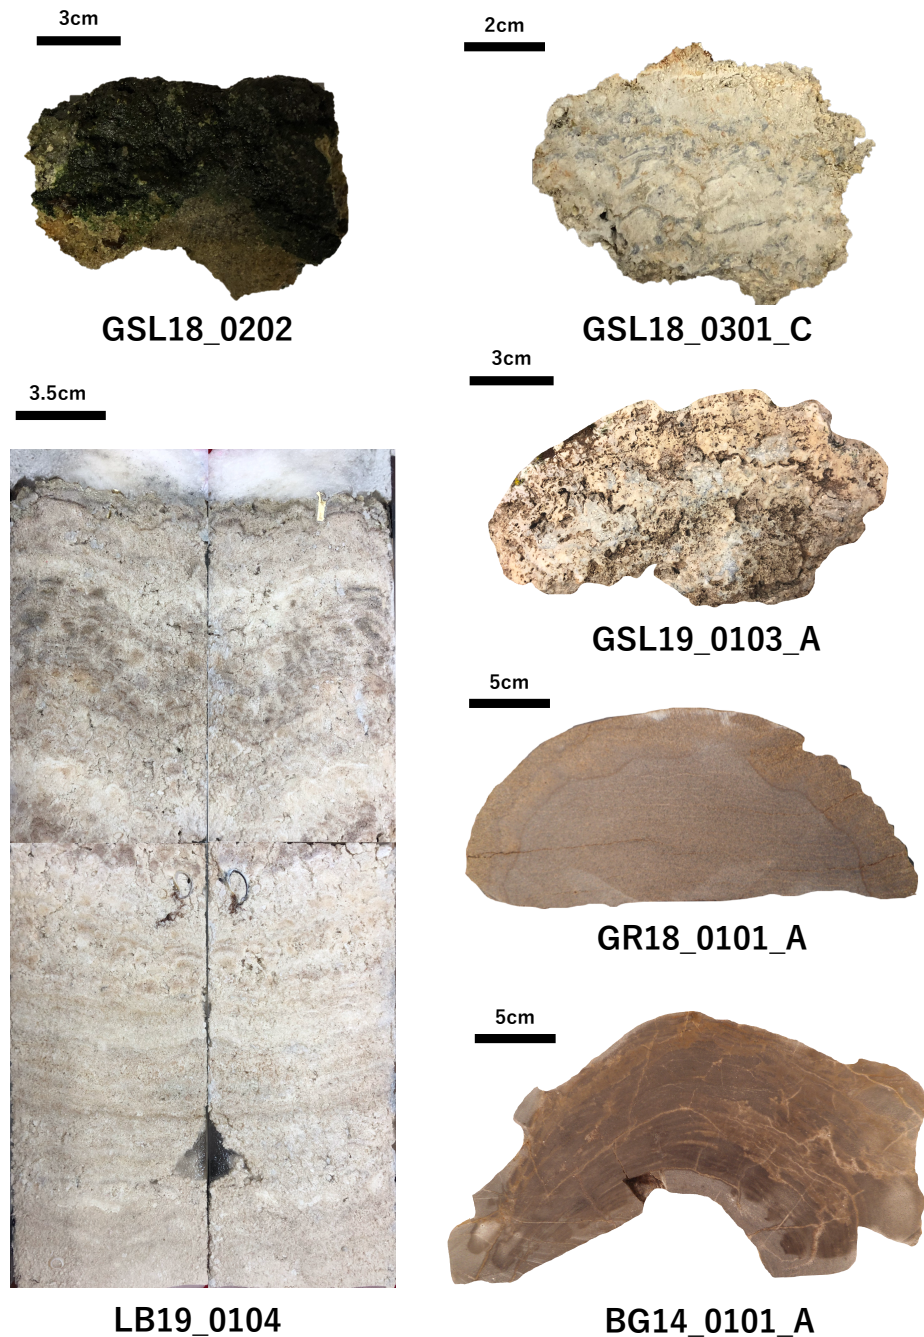 3cm
2cm
GSL18_0202
GSL18_0301_C
3cm
3.5cm
GSL19_0103_A
5cm
GR18_0101_A
5cm
LB19_0104
BG14_0101_A